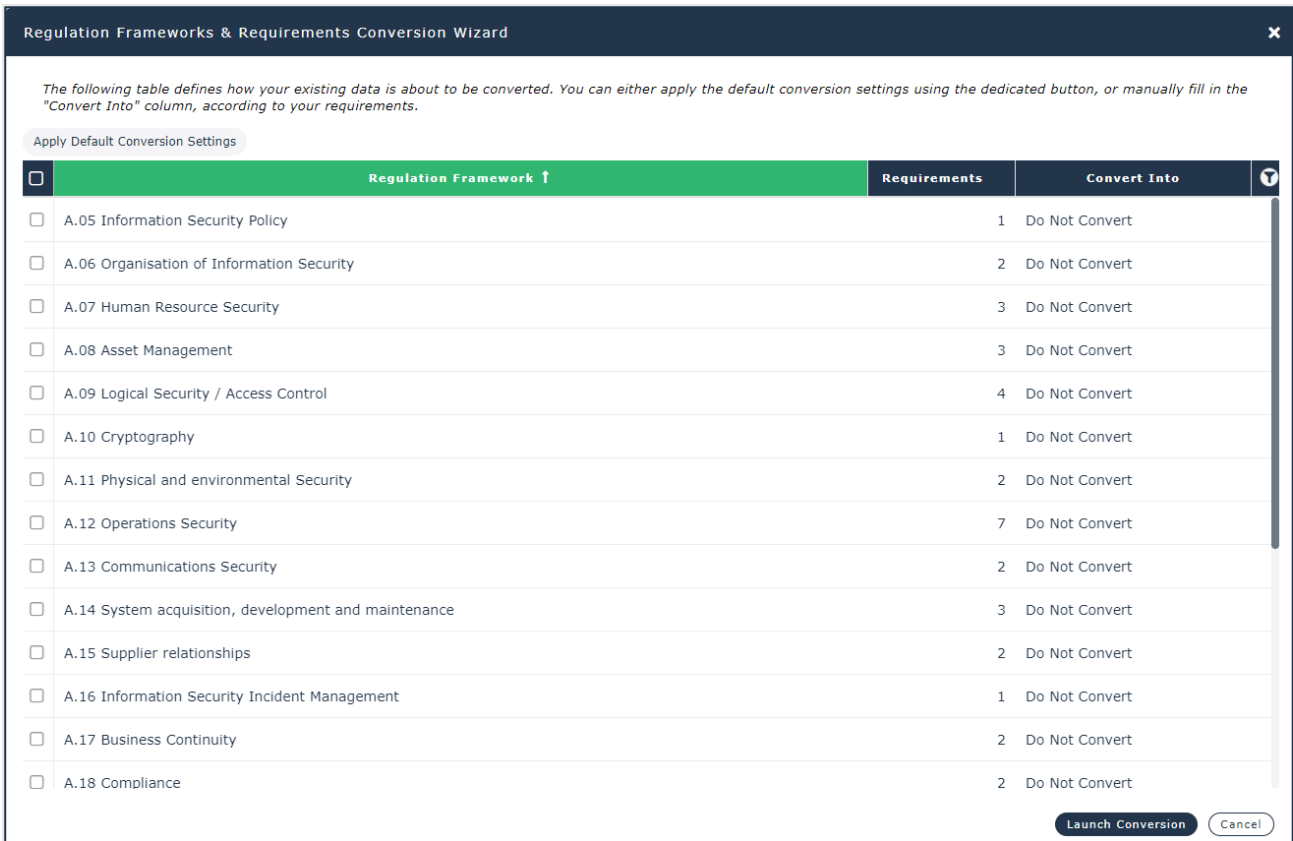 Regulation Frameworks & Requirements Conversion Wizard
The following table defines how your existing data is about to be converted. You can either apply the default conversion settings using the dedicated button, or manually fill in the
"Convert Into" column, according to your requirements.
Apply Default Conversion Settings
Regulation Framework ↑ Requirements Convert Into
A.05 Information Security Policy 1 Do Not Convert
A.06 Organisation of Information Security 2 Do Not Convert
A.07 Human Resource Security 3 Do Not Convert
A.08 Asset Management 3 Do Not Convert
A.09 Logical Security / Access Control 4 Do Not Convert
A.10 Cryptography 1 Do Not Convert
A.11 Physical and environmental Security 2 Do Not Convert
A.12 Operations Security 7 Do Not Convert
A.13 Communications Security 2 Do Not Convert
A.14 System acquisition, development and maintenance 3 Do Not Convert
A.15 Supplier relationships 2 Do Not Convert
A.16 Information Security Incident Management 1 Do Not Convert
A.17 Business Continuity 2 Do Not Convert
A.18 Compliance 2 Do Not Convert
Launch Conversion Cancel